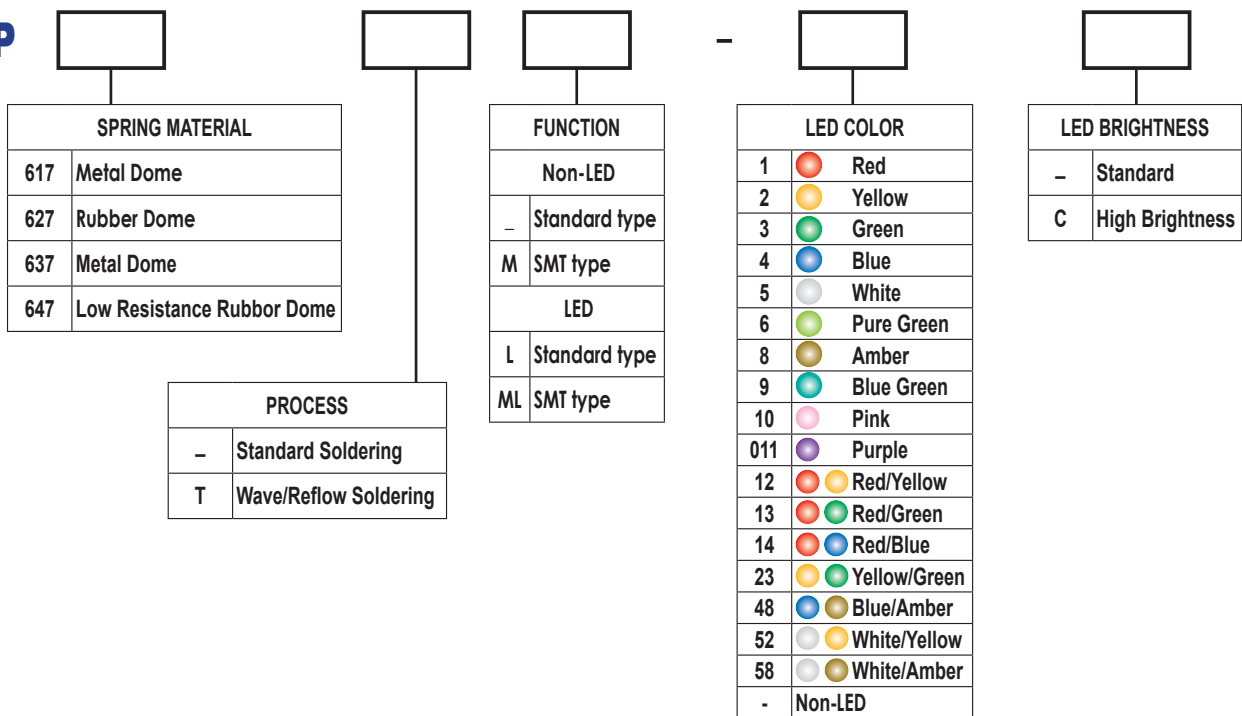 P
–
SPRING MATERIAL
617 Metal Dome
627 Rubber Dome
637 Metal Dome
647 Low Resistance Rubbor Dome
PROCESS
– Standard Soldering
T Wave/Reflow Soldering
FUNCTION
Non-LED
_ Standard type
M SMT type
LED
L Standard type
ML SMT type
LED COLOR
1 Red
2 Yellow
3 Green
4 Blue
5 White
6 Pure Green
8 Amber
9 Blue Green
10 Pink
011 Purple
12 Red/Yellow
13 Red/Green
14 Red/Blue
23 Yellow/Green
48 Blue/Amber
52 White/Yellow
58 White/Amber
- Non-LED
LED BRIGHTNESS
– Standard
C High Brightness